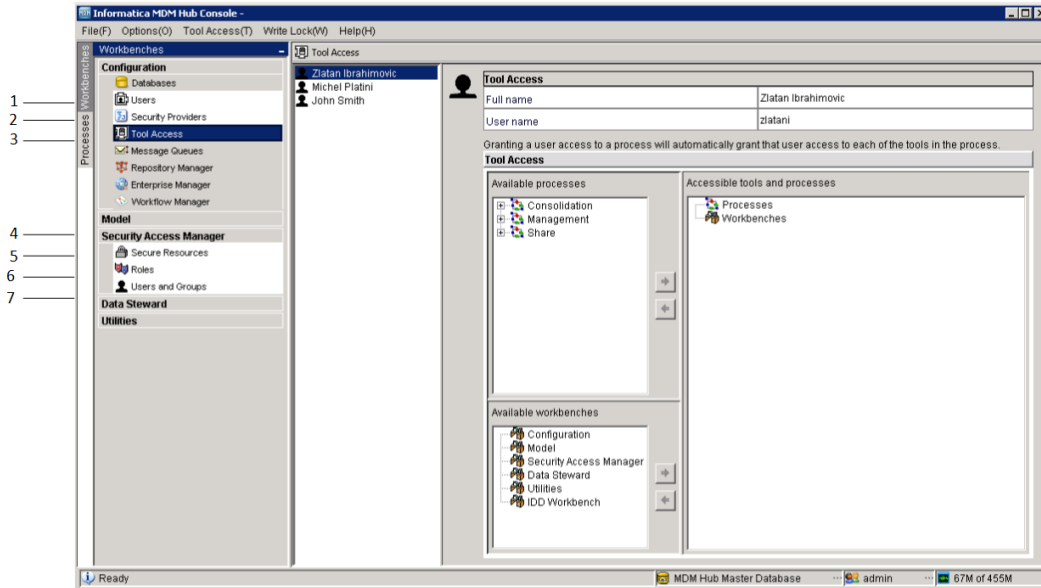 Informatica MDM Hub Console -
File(F) Options(O) Tool Access(T) Write Lock(W) Help(H)
Workbenches
Processes
Workbenches
Configuration
Databases
1
Users
2
Security Providers
3
Tool Access
Message Queues
Repository Manager
Enterprise Manager
Workflow Manager
Model
4
Security Access Manager
5
Secure Resources
6
Roles
7
Users and Groups
Data Steward
Utilities
Tool Access
Zlatan Ibrahimovic
Michel Platini
John Smith
Tool Access
Full name Zlatan Ibrahimovic
User name zlatani
Granting a user access to a process will automatically grant that user access to each of the tools in the process.
Tool Access
Available processes
Consolidation
Management
Share
Available workbenches
Configuration
Model
Security Access Manager
Data Steward
Utilities
IDD Workbench
Accessible tools and processes
Processes
Workbenches
Ready
MDM Hub Master Database
admin
67M of 455M